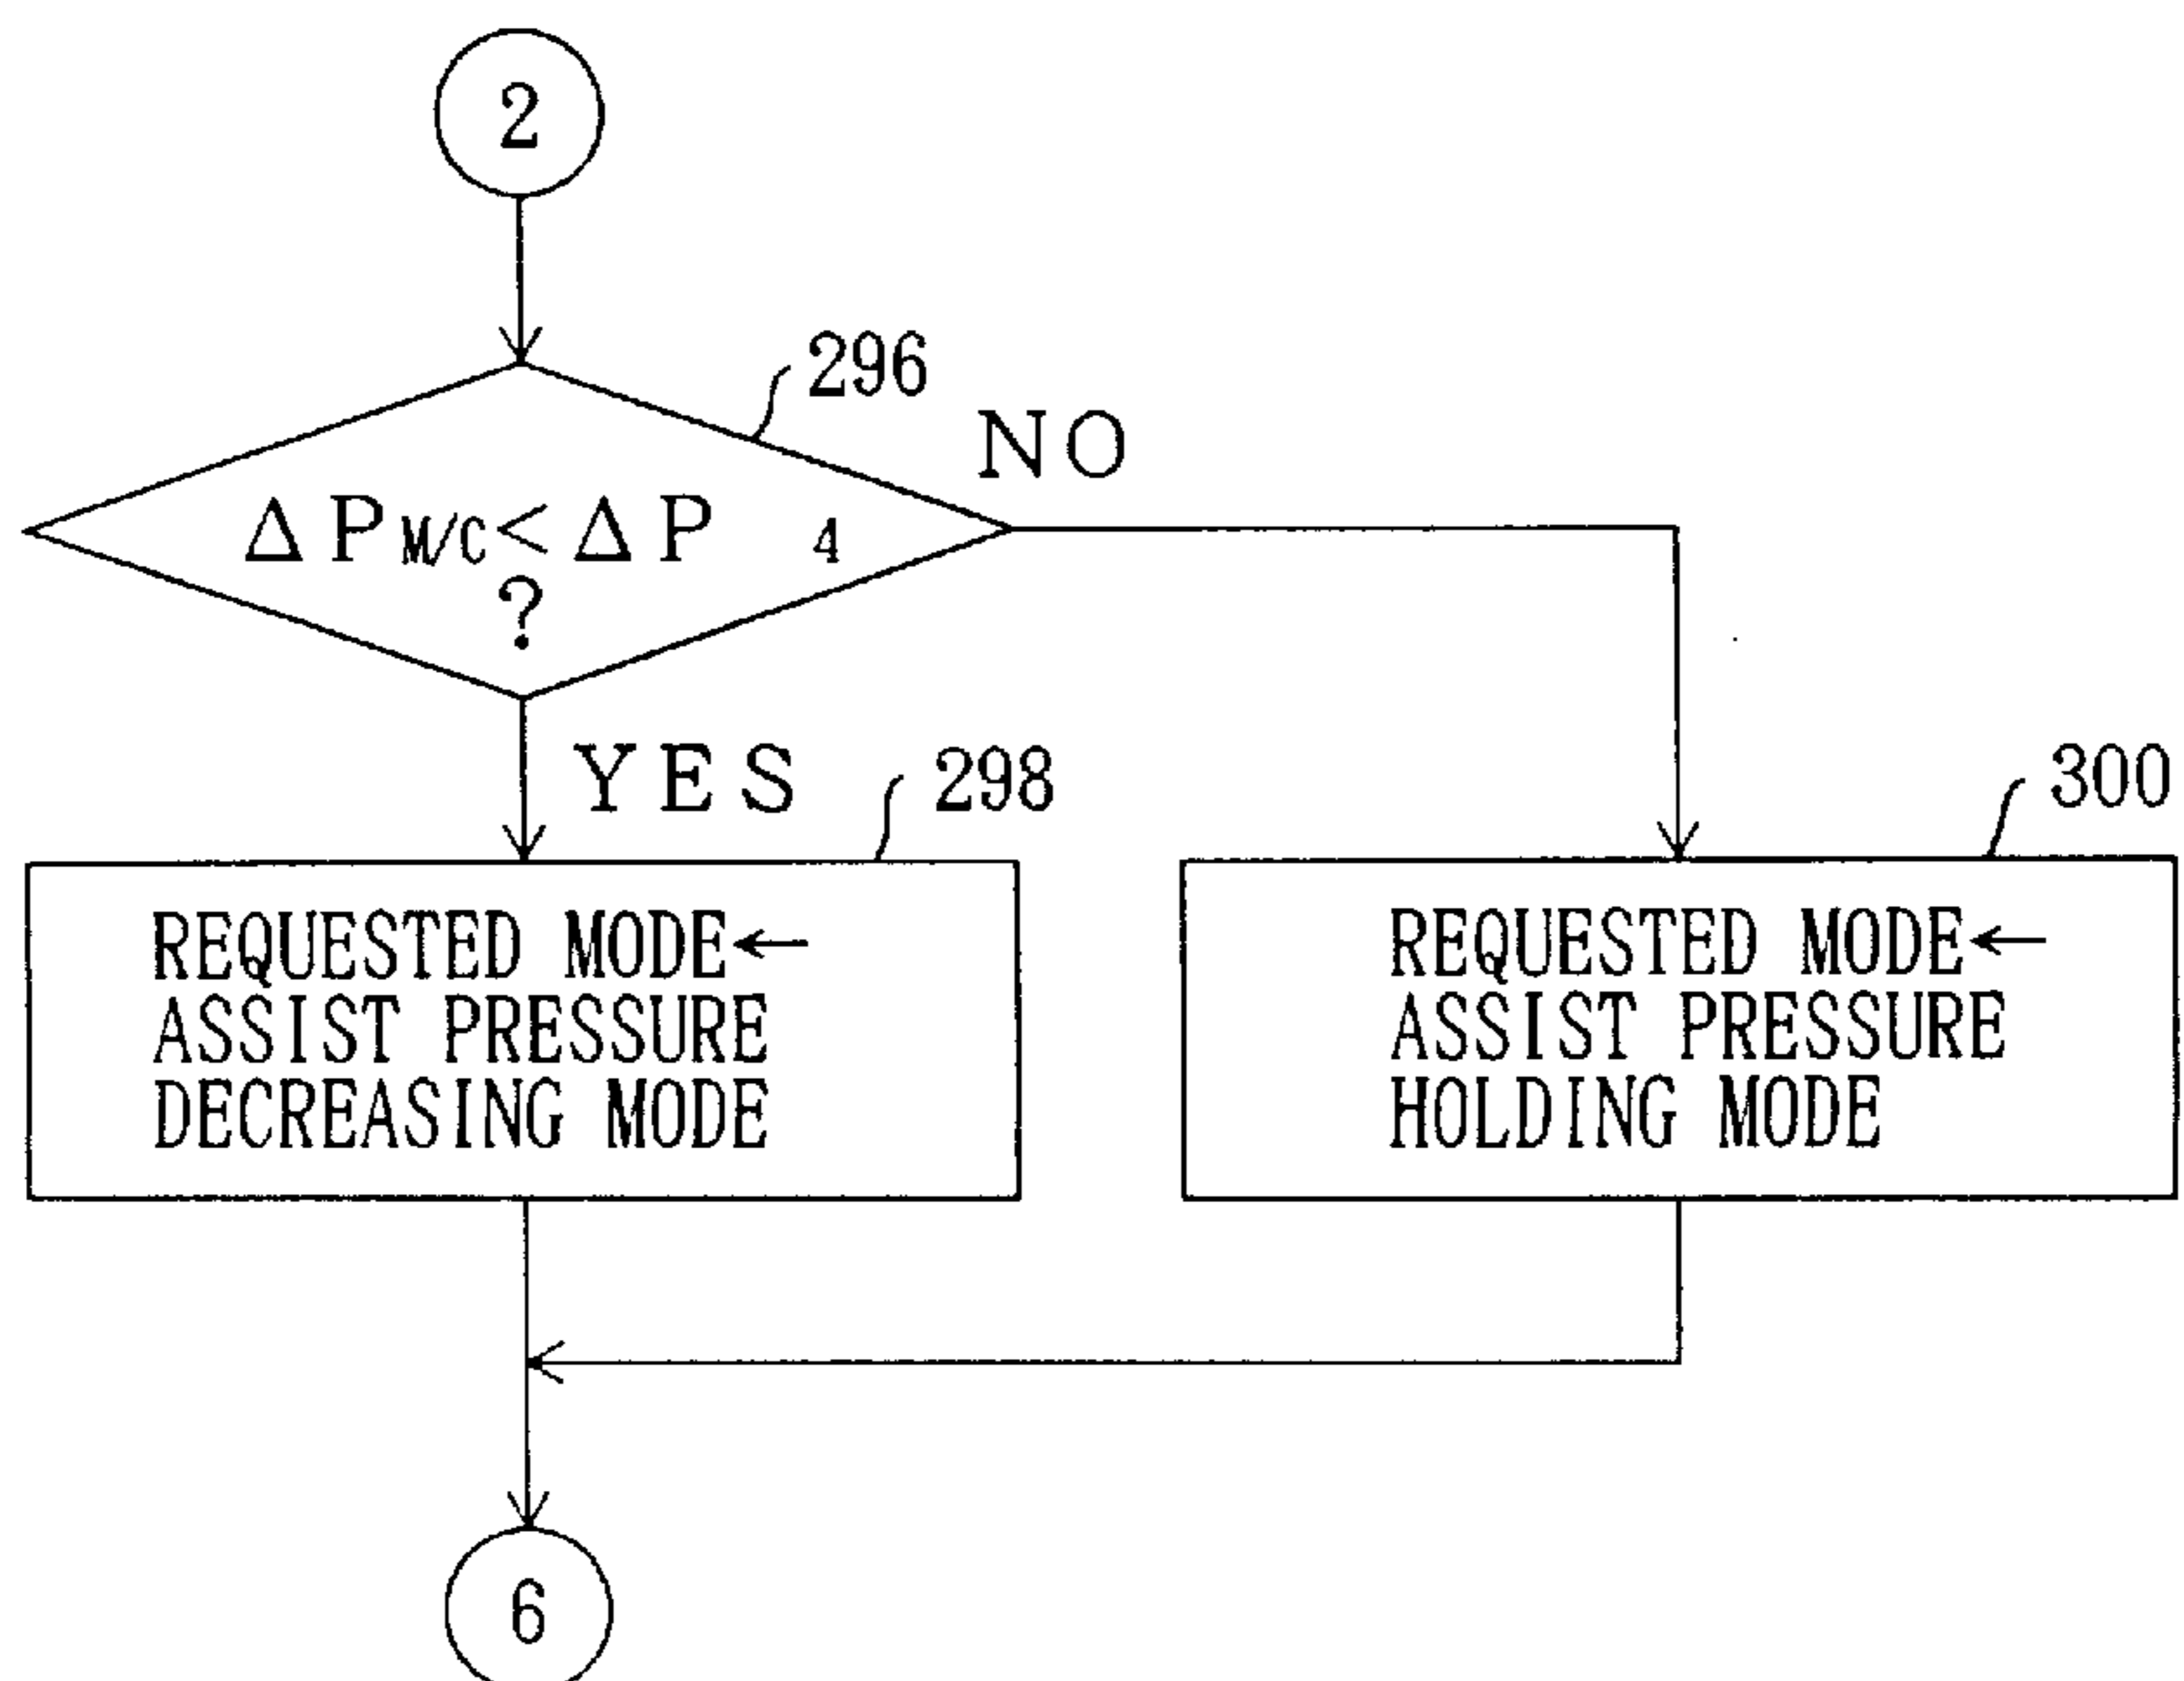 2
296
NO
ΔPM/C<ΔP 4
?
YES
298
300
REQUESTED MODE←
ASSIST PRESSURE
DECREASING MODE
REQUESTED MODE←
ASSIST PRESSURE
HOLDING MODE
6